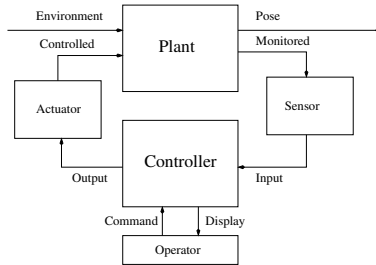 Environment
Pose
Controlled
Plant
Monitored
Actuator
Sensor
Controller
Output
Input
Command
Display
Operator